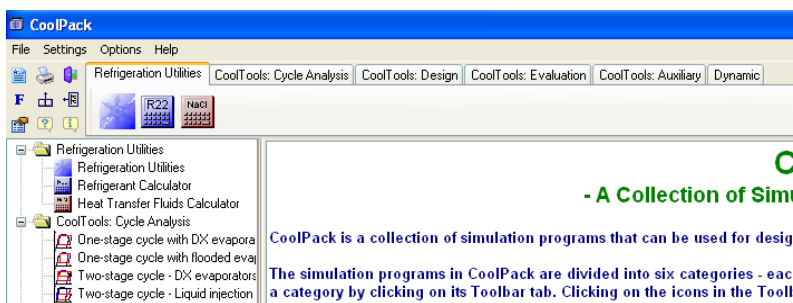 CoolPack
File Settings Options Help
Refrigeration Utilities CoolTools: Cycle Analysis CoolTools: Design CoolTools: Evaluation CoolTools: Auxiliary Dynamic
F
R22 NaCl
Refrigeration Utilities
Refrigeration Utilities
Refrigerant Calculator
Heat Transfer Fluids Calculator
CoolTools: Cycle Analysis
One-stage cycle with DX evapora
One-stage cycle with flooded evap
Two-stage cycle - DX evaporators
Two-stage cycle - Liquid injection
- A Collection of Simu
CoolPack is a collection of simulation programs that can be used for desig
The simulation programs in CoolPack are divided into six categories - eac
a category by clicking on its Toolbar tab. Clicking on the icons in the Toolb